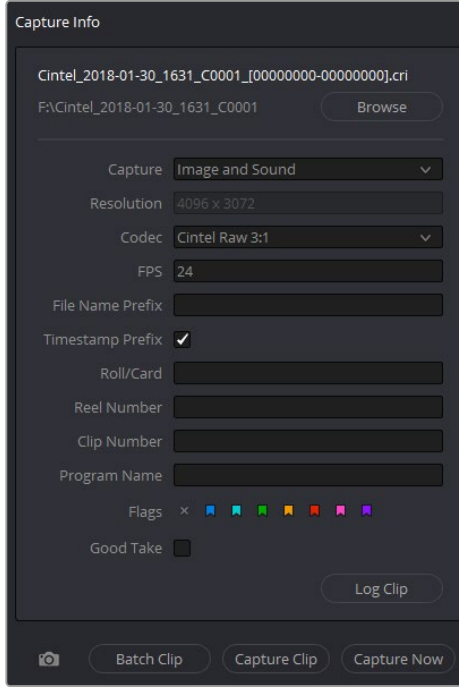 Capture Info
Cintel_2018-01-30_1631_C0001_[00000000-00000000].cri
F:\Cintel_2018-01-30_1631_C0001
Browse
Capture Image and Sound
Resolution 4096 x 3072
Codec Cintel Raw 3:1
FPS 24
File Name Prefix
Timestamp Prefix
Roll/Card
Reel Number
Clip Number
Program Name
Flags
Good Take
Log Clip
Batch Clip Capture Clip Capture Now